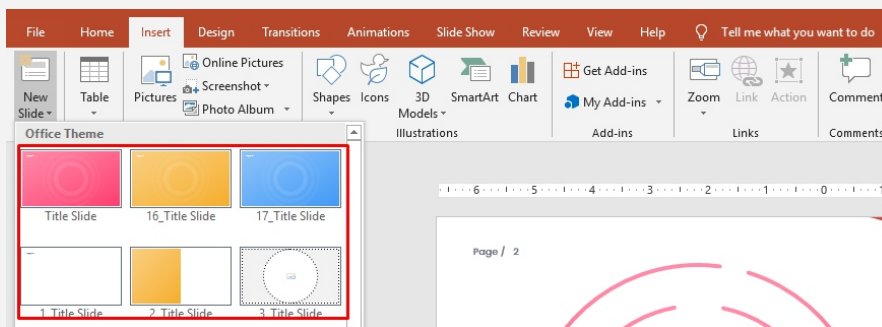 File Home Insert Design Transitions Animations Slide Show Review View Help Tell me what you want to do
New Slide
Table
Pictures
Online Pictures
Screenshot
Photo Album
Shapes
Icons
3D Models
SmartArt
Chart
Illustrations
Get Add-ins
My Add-ins
Add-ins
Zoom
Link
Action
Links
Comment
Comments
Office Theme
Title Slide 16_Title Slide 17_Title Slide
1_Title Slide 2_Title Slide 3_Title Slide
6 5 4 3 2 1 0
Page / 2